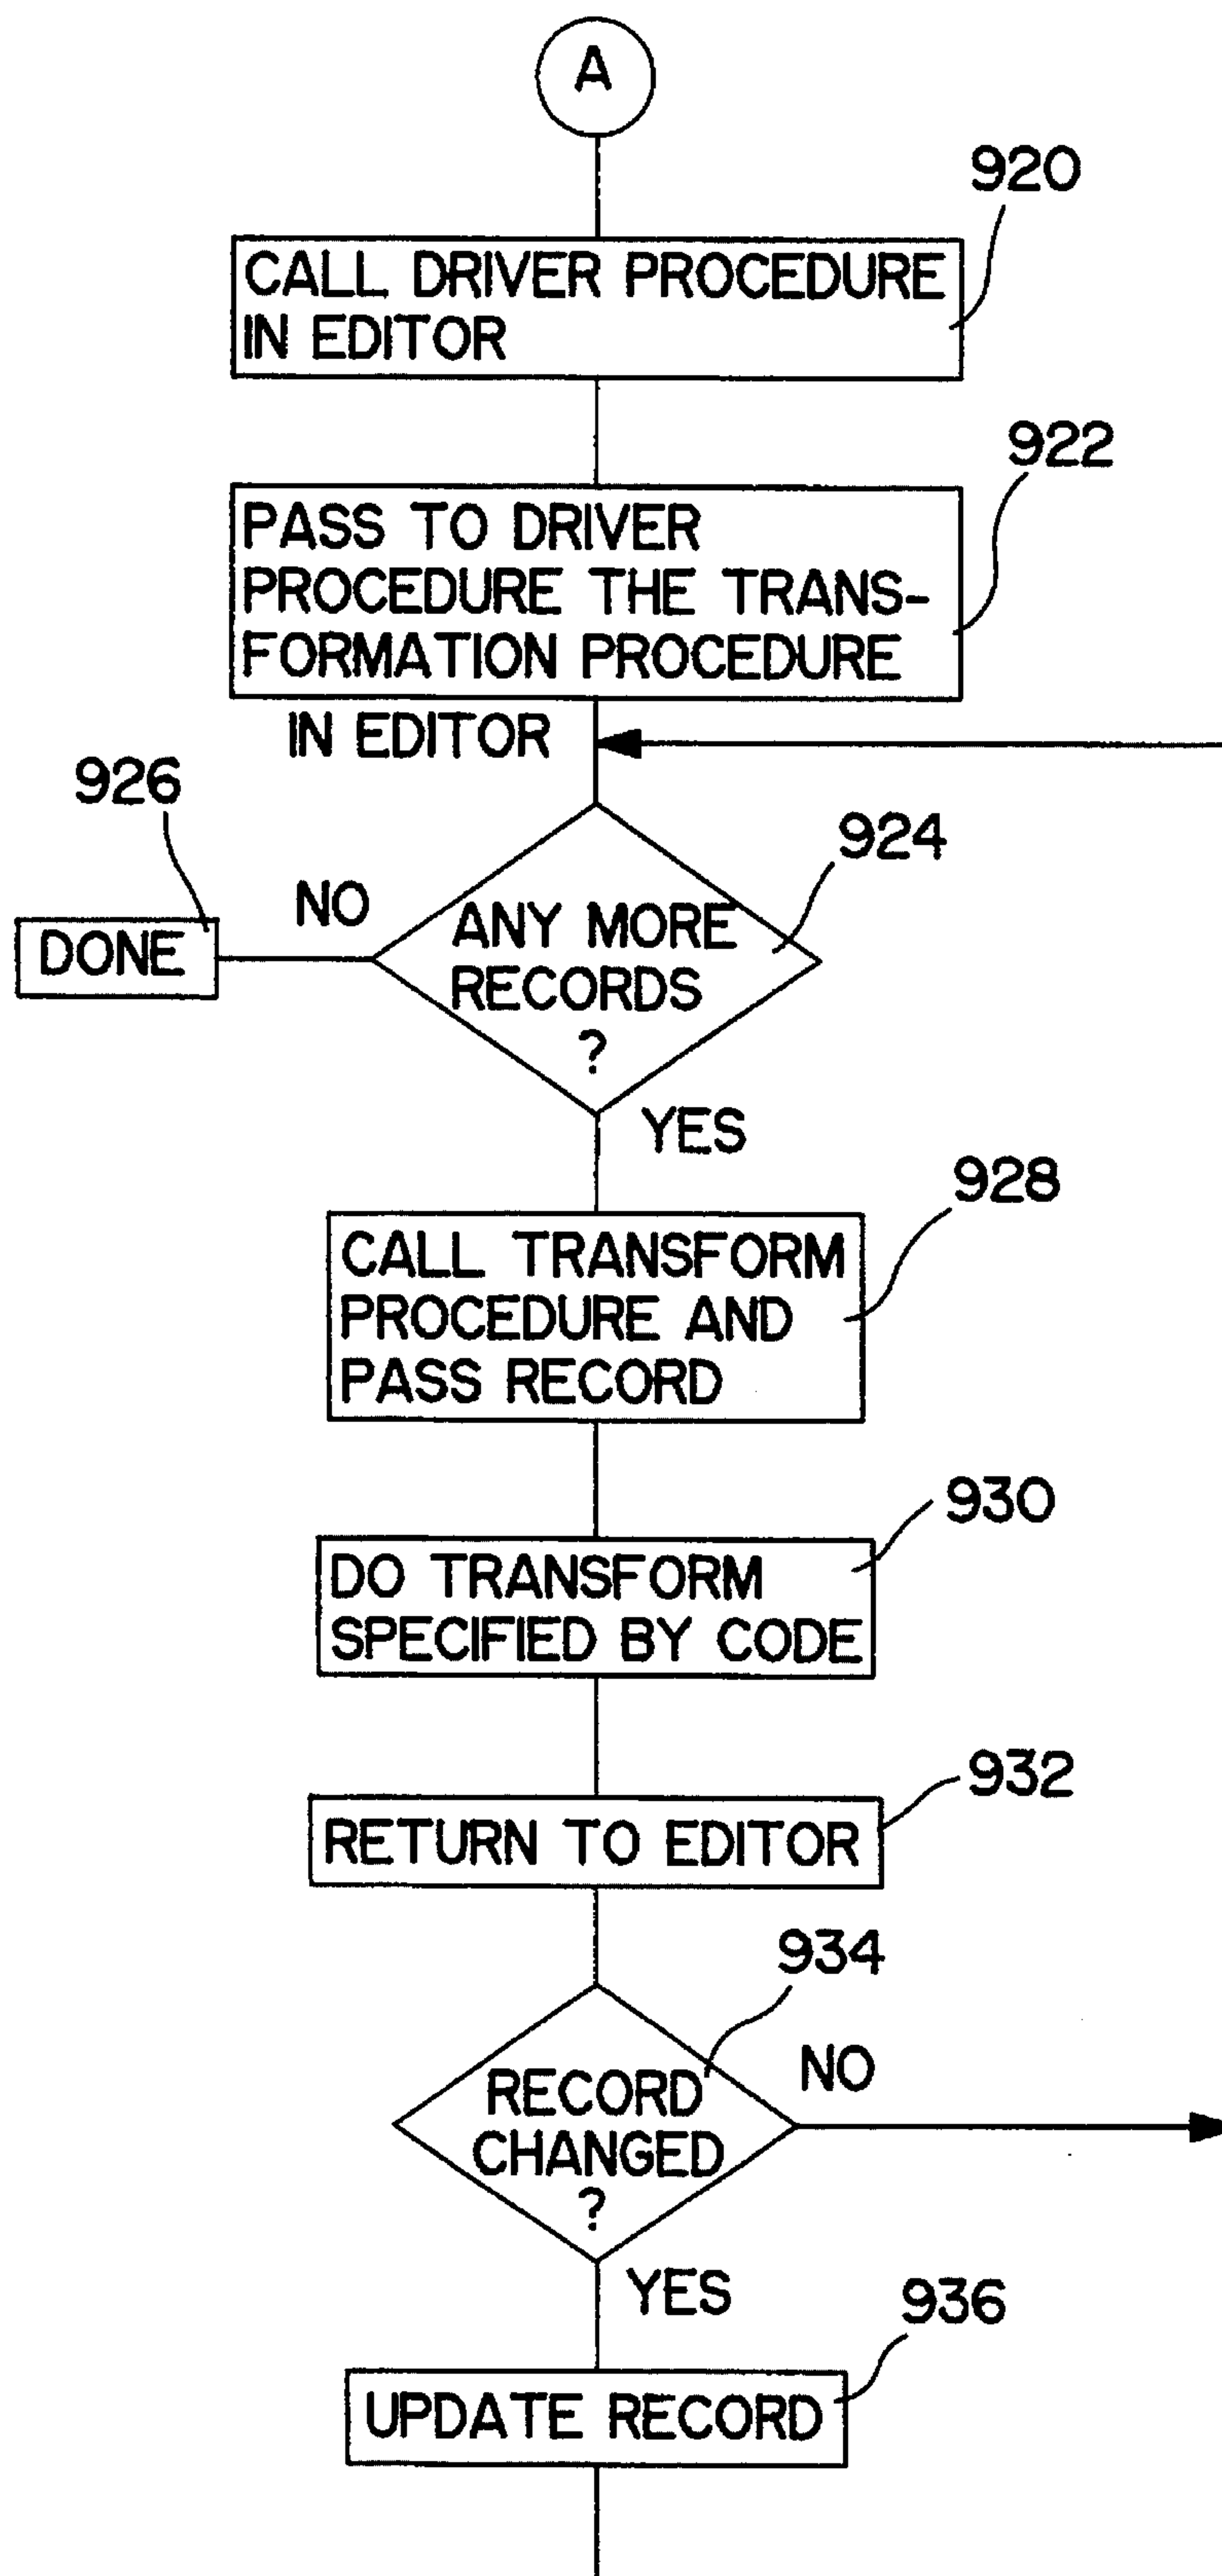 A
920
CALL DRIVER PROCEDURE
IN EDITOR
922
PASS TO DRIVER
PROCEDURE THE TRANS-
FORMATION PROCEDURE
IN EDITOR
926
924
NO
DONE
ANY MORE
RECORDS
?
YES
928
CALL TRANSFORM
PROCEDURE AND
PASS RECORD
930
DO TRANSFORM
SPECIFIED BY CODE
932
RETURN TO EDITOR
934
NO
RECORD
CHANGED
?
YES
936
UPDATE RECORD